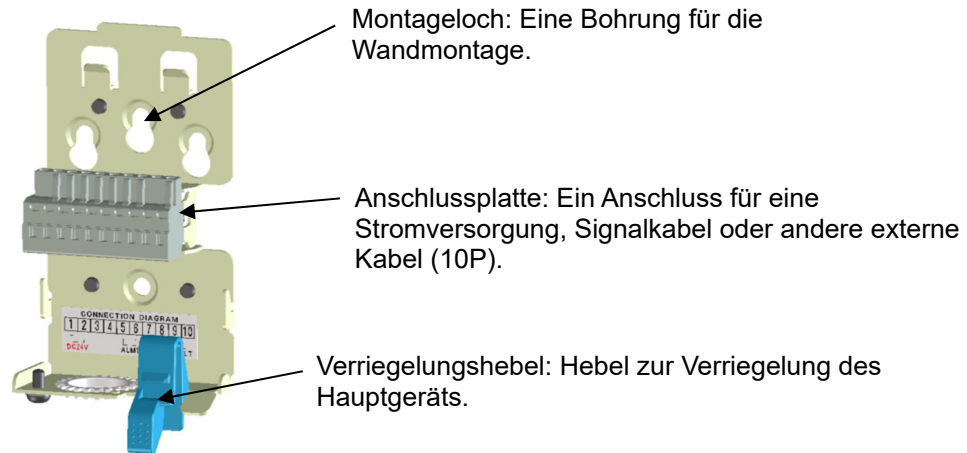 Montageloch: Eine Bohrung für die
Wandmontage.
Anschlussplatte: Ein Anschluss für eine
Stromversorgung, Signalkabel oder andere externe
Kabel (10P).
CONNECTION DIAGRAM
1 2 3 4 5 6 7 8 9 10
DC24V
Verriegelungshebel: Hebel zur Verriegelung des
Hauptgeräts.